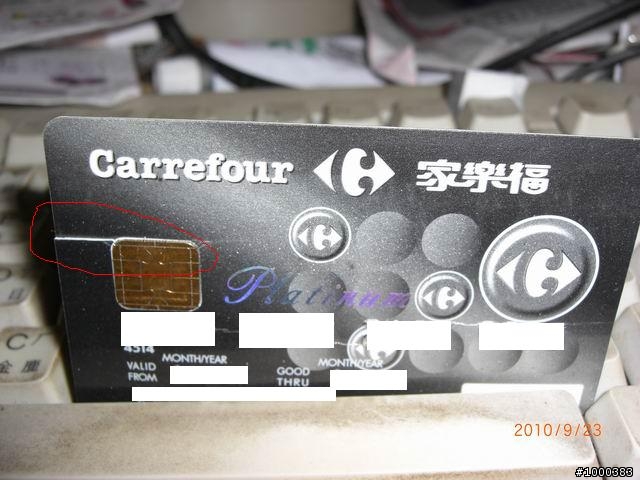 Carrefour 家樂福
Platinum
4514
MONTH/YEAR MONTH/YEAR
VALID FROM GOOD THRU
2010/9/23
#1000383